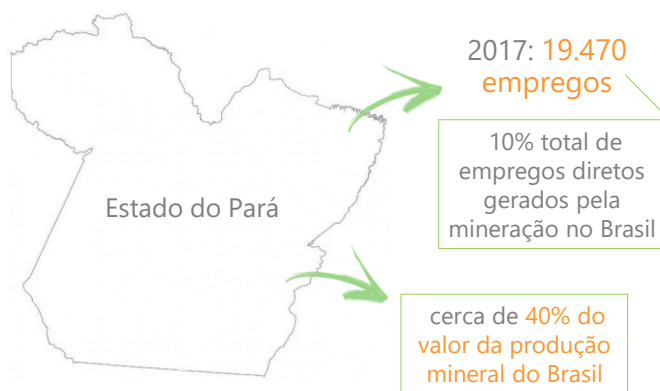 2017: 19.470
empregos
10% total de
empregos diretos
gerados pela
mineração no Brasil
Estado do Pará
cerca de 40% do
valor da produção
mineral do Brasil